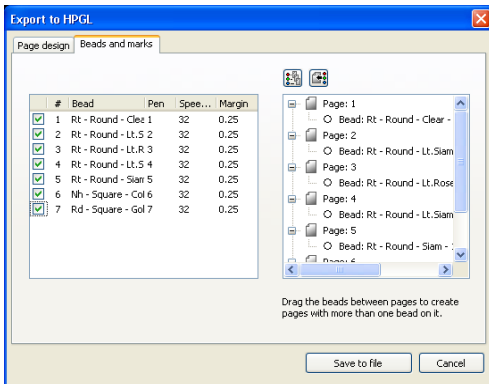 Export to HPGL
Page design Beads and marks
# Bead Pen Spee... Margin
1 Rt - Round - Clea 1 32 0.25
2 Rt - Round - Lt.S 2 32 0.25
3 Rt - Round - Lt.R 3 32 0.25
4 Rt - Round - Lt.S 4 32 0.25
5 Rt - Round - Siam 5 32 0.25
6 Nh - Square - Col 6 32 0.25
7 Rd - Square - Gol 7 32 0.25
Page: 1
Bead: Rt - Round - Clear -
Page: 2
Bead: Rt - Round - Lt.Siam
Page: 3
Bead: Rt - Round - Lt.Rose
Page: 4
Bead: Rt - Round - Lt.Siam
Page: 5
Bead: Rt - Round - Siam -
Page: 6
Drag the beads between pages to create
pages with more than one bead on it.
Save to file Cancel